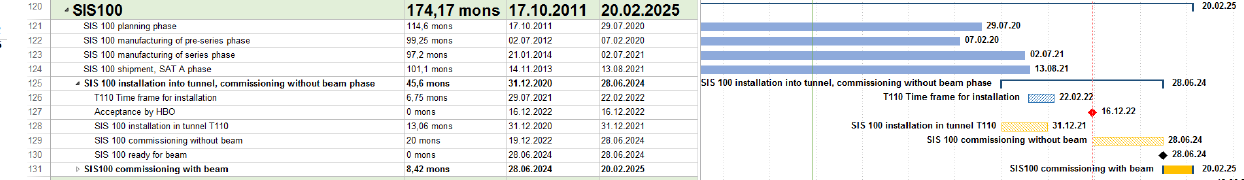 120 SIS100 174,17 mons 17.10.2011 20.02.2025 20.02.25
121 SIS 100 planning phase 114,6 mons 17.10.2011 29.07.2020 29.07.20
122 SIS 100 manufacturing of pre-series phase 99,25 mons 02.07.2012 07.02.2020 07.02.20
123 SIS 100 manufacturing of series phase 97,2 mons 21.01.2014 02.07.2021 02.07.21
124 SIS 100 shipment, SAT A phase 101,1 mons 14.11.2013 13.08.2021 13.08.21
125 SIS 100 installation into tunnel, commissioning without beam phase 45,6 mons 31.12.2020 28.06.2024 SIS 100 installation into tunnel, commissioning without beam phase 28.06.24
126 T110 Time frame for installation 6,75 mons 29.07.2021 22.02.2022 T110 Time frame for installation 22.02.22
127 Acceptance by HBO 0 mons 16.12.2022 16.12.2022 16.12.22
128 SIS 100 installation in tunnel T110 13,06 mons 31.12.2020 31.12.2021 SIS 100 installation in tunnel T110 31.12.21
129 SIS 100 commissioning without beam 20 mons 19.12.2022 28.06.2024 SIS 100 commissioning without beam 28.06.24
130 SIS 100 ready for beam 0 mons 28.06.2024 28.06.2024 28.06.24
131 SIS100 commissioning with beam 8,42 mons 28.06.2024 20.02.2025 SIS100 commissioning with beam 20.02.25